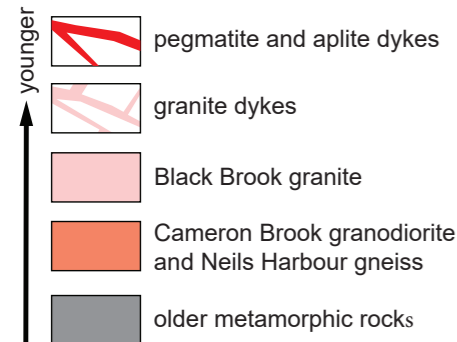 younger
pegmatite and aplite dykes
granite dykes
Black Brook granite
Cameron Brook granodiorite
and Neils Harbour gneiss
older metamorphic rocks